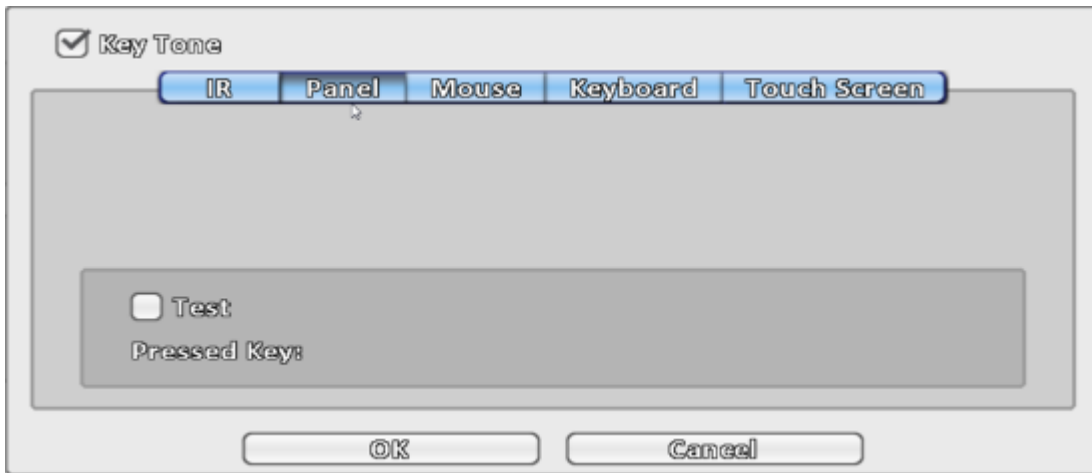 Key Tone
IR Panel Mouse Keyboard Touch Screen
Test
Pressed Key:
OK Cancel